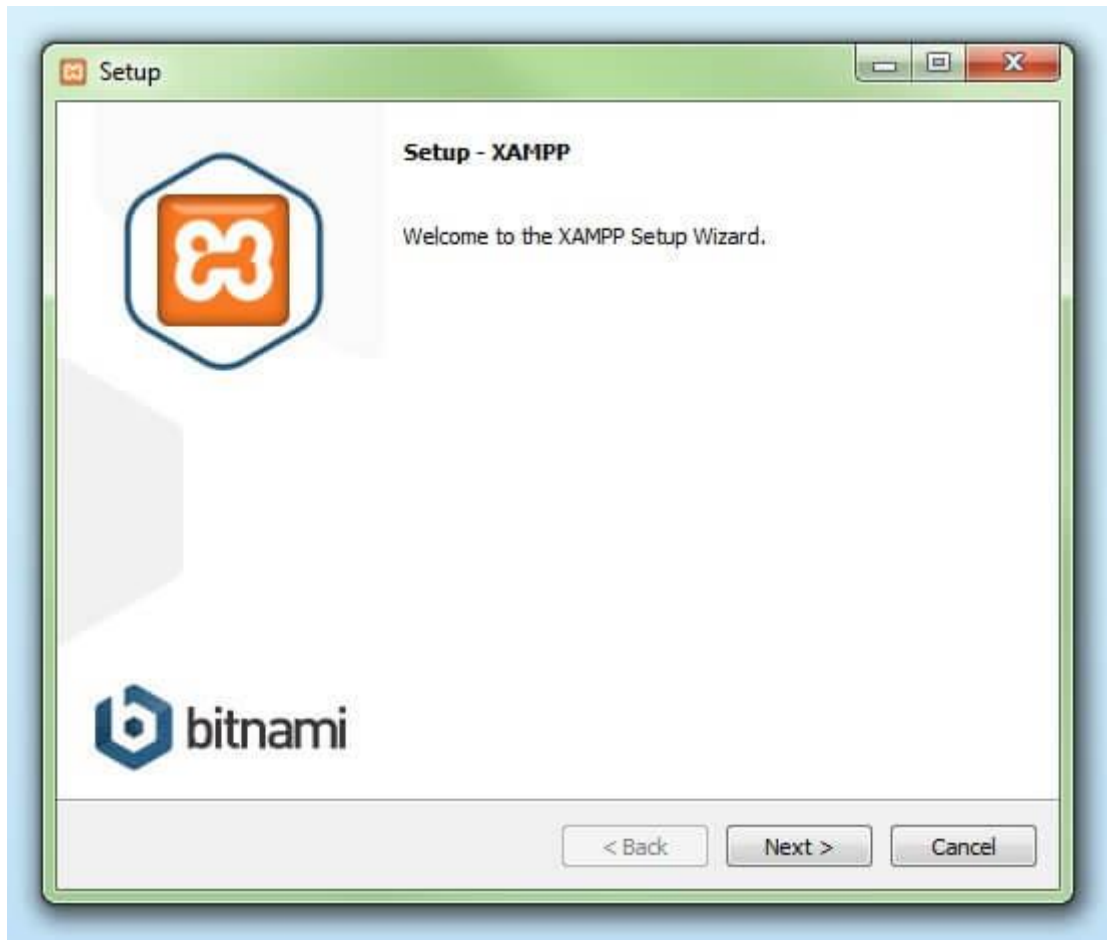 Setup
Setup - XAMPP
Welcome to the XAMPP Setup Wizard.
bitnami
< Back
Next >
Cancel